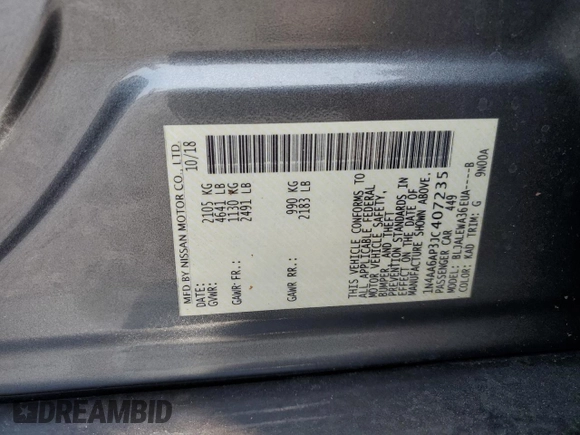 MFD BY NISSAN MOTOR CO., LTD.
DATE: 10/18
GVWR: 2105 KG
4641 LB
GAWR FR.: 1130 KG
2491 LB
GAWR RR.: 990 KG
2183 LB
THIS VEHICLE CONFORMS TO
ALL APPLICABLE FEDERAL
MOTOR VEHICLE SAFETY,
BUMPER, AND THEFT
PREVENTION STANDARDS IN
EFFECT ON THE DATE OF
MANUFACTURE SHOWN ABOVE.
1N4AA6AP3JC407235
PASSENGER CAR 449
MODEL: BLJALEWA36EUA----B
COLOR: KAD TRIM: G 9N00A
DREAMBID